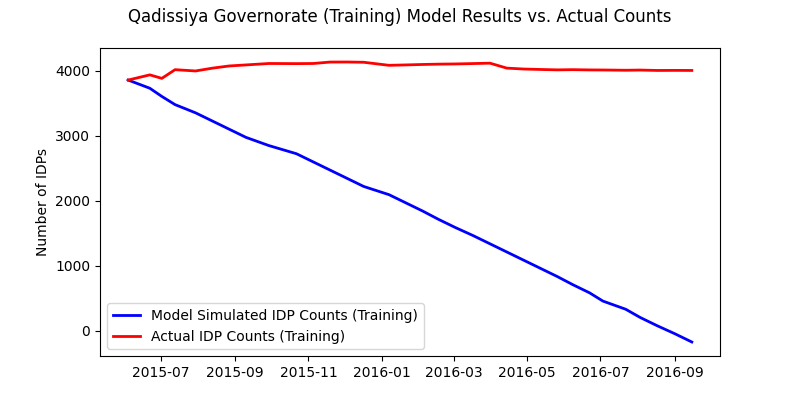 Qadissiya Governorate (Training) Model Results vs. Actual Counts
Number of IDPs
4000
3000
2000
1000
0
Model Simulated IDP Counts (Training)
Actual IDP Counts (Training)
2015-07 2015-09 2015-11 2016-01 2016-03 2016-05 2016-07 2016-09